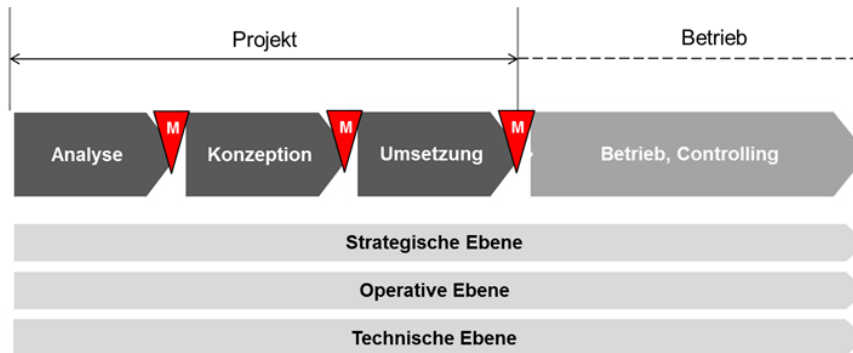 Projekt
Betrieb
M
M
M
Analyse
Konzeption
Umsetzung
Betrieb, Controlling
Strategische Ebene
Operative Ebene
Technische Ebene